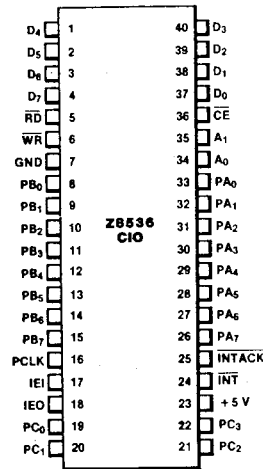 D4 1 40 D3
D5 2 39 D2
D6 3 38 D1
D7 4 37 D0
RD 5 36 CE
WR 6 35 A1
GND 7 34 A0
PB0 8 33 PA0
PB1 9 32 PA1
PB2 10 31 PA2
Z8536
CIO
PB3 11 30 PA3
PB4 12 29 PA4
PB5 13 28 PA5
PB6 14 27 PA6
PB7 15 26 PA7
PCLK 16 25 INTACK
IEI 17 24 INT
IEO 18 23 +5 V
PC0 19 22 PC3
PC1 20 21 PC2